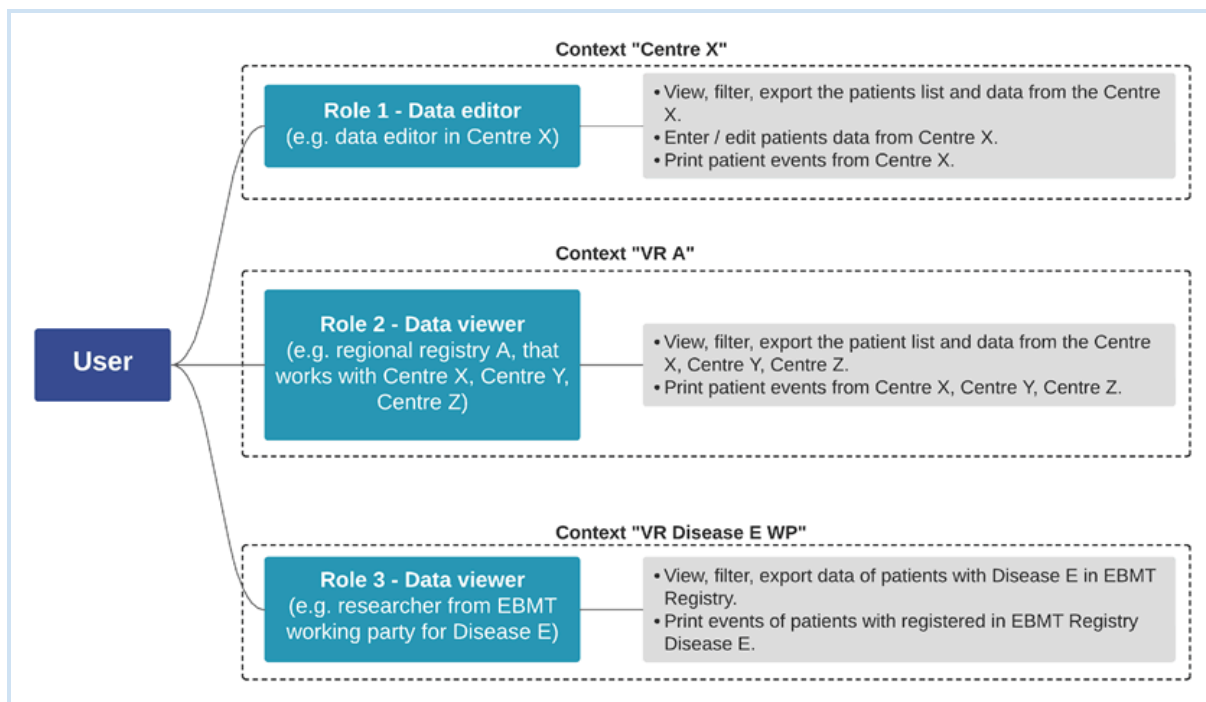 Context "Centre X"
Role 1 - Data editor
(e.g. data editor in Centre X)
• View, filter, export the patients list and data from the Centre
X.
• Enter / edit patients data from Centre X.
• Print patient events from Centre X.
User
Context "VR A"
Role 2 - Data viewer
(e.g. regional registry A, that
works with Centre X, Centre Y,
Centre Z)
• View, filter, export the patient list and data from the Centre
X, Centre Y, Centre Z.
• Print patient events from Centre X, Centre Y, Centre Z.
Context "VR Disease E WP"
Role 3 - Data viewer
(e.g. researcher from EBMT
working party for Disease E)
• View, filter, export data of patients with Disease E in EBMT
Registry.
• Print events of patients with registered in EBMT Registry
Disease E.